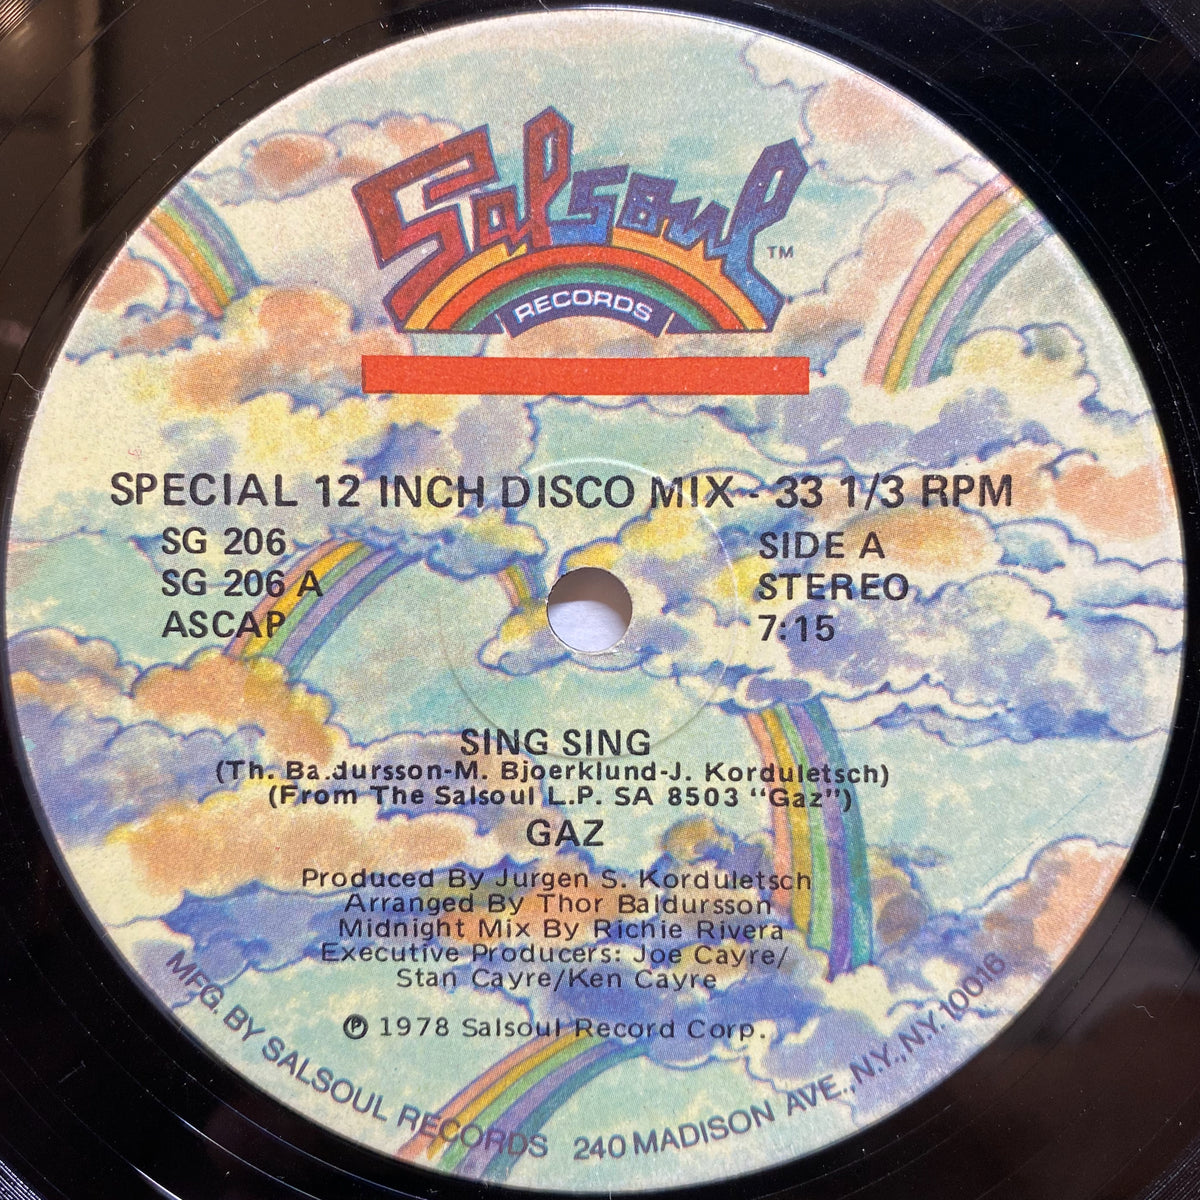 Salsoul TM
RECORDS
SPECIAL 12 INCH DISCO MIX - 33 1/3 RPM
SG 206
SG 206 A
ASCAP
SIDE A
STEREO
7:15
SING SING
(Th. Ba.dursson-M. Bjoerklund-J. Korduletsch)
(From The Salsoul L.P. SA 8503 "Gaz")
GAZ
Produced By Jurgen S. Korduletsch
Arranged By Thor Baldursson
Midnight Mix By Richie Rivera
Executive Producers: Joe Cayre/
Stan Cayre/Ken Cayre
Ⓟ 1978 Salsoul Record Corp.
MFG. BY SALSOUL RECORDS 240 MADISON AVE., N.Y., N.Y. 10016